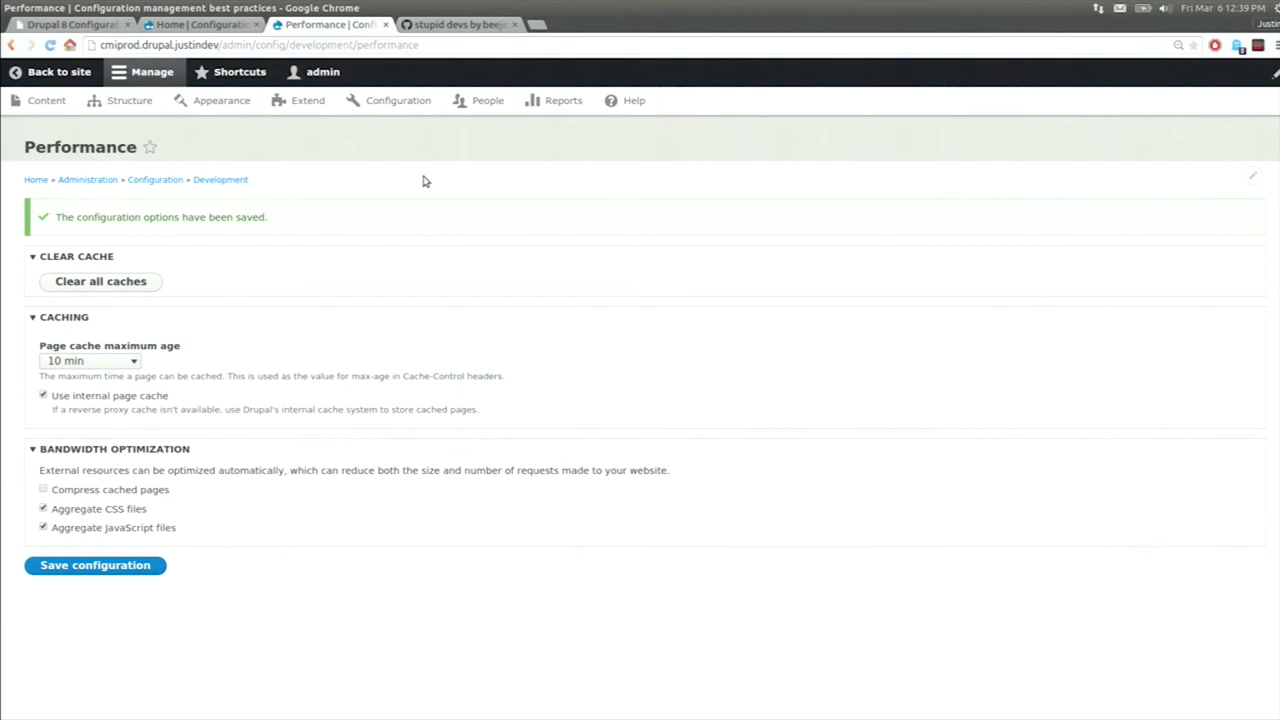 Performance | Configuration management best practices - Google Chrome
Fri Mar 6 12:39 PM Justin
Drupal 8 Configurat
Home | Configuratio
Performance | Confi
stupid devs by beeje
cmiprod.drupal.justindev/admin/config/development/performance
Back to site Manage Shortcuts admin
Content Structure Appearance Extend Configuration People Reports Help
Performance
Home » Administration » Configuration » Development
The configuration options have been saved.
CLEAR CACHE
Clear all caches
CACHING
Page cache maximum age
10 min
The maximum time a page can be cached. This is used as the value for max-age in Cache-Control headers.
Use internal page cache
If a reverse proxy cache isn't available, use Drupal's internal cache system to store cached pages.
BANDWIDTH OPTIMIZATION
External resources can be optimized automatically, which can reduce both the size and number of requests made to your website.
Compress cached pages
Aggregate CSS files
Aggregate JavaScript files
Save configuration